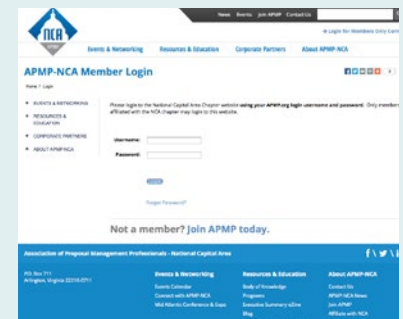 News Events Join APMP Contact Us
Login for Members Only Content
NCA
APMP
Events & Networking Resources & Education Corporate Partners About APMP-NCA
APMP-NCA Member Login
Home / Login
EVENTS & NETWORKING
RESOURCES & EDUCATION
CORPORATE PARTNERS
ABOUT APMP-NCA
Please login to the National Capital Area Chapter website using your APMP.org login username and password. Only members
affiliated with the NCA chapter may login to this website.
Username:
Password:
Forgot Password?
Not a member? Join APMP today.
Association of Proposal Management Professionals - National Capital Area
P.O. Box 711
Arlington, Virginia 22216-0711
Events & Networking
Events Calendar
Connect with APMP-NCA
Mid Atlantic Conference & Expo
Resources & Education
Body of Knowledge
Programs
Executive Summary eZine
Blog
About APMP-NCA
Contact Us
APMP-NCA News
Join APMP
Affiliate with NCA